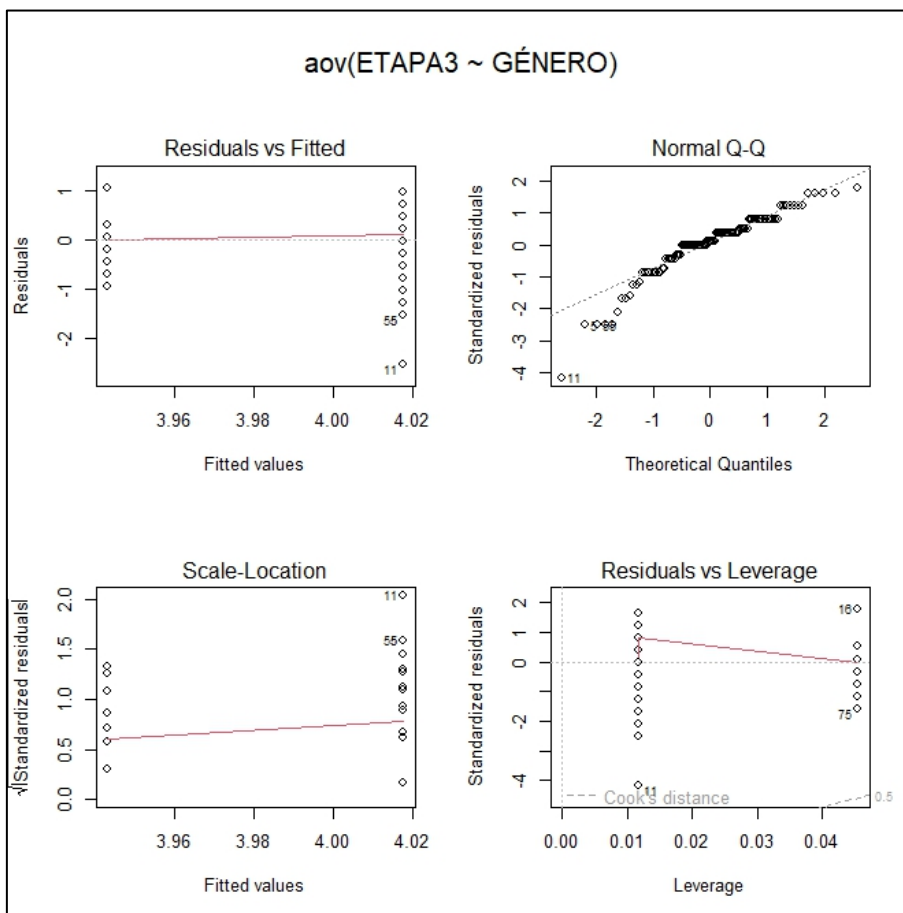 aov(ETAPA3 ~ GÉNERO)
Residuals vs Fitted
Residuals
1
0
-1
-2
55
11
3.96 3.98 4.00 4.02
Fitted values
Normal Q-Q
Standardized residuals
2
1
0
-1
-2
-3
-4
11
-2 -1 0 1 2
Theoretical Quantiles
Scale-Location
√|Standardized residuals|
2.0
1.5
1.0
0.5
0.0
11
55
3.96 3.98 4.00 4.02
Fitted values
Residuals vs Leverage
Standardized residuals
2
1
0
-2
-4
16
75
11
Cook's distance
0.5
0.00 0.01 0.02 0.03 0.04
Leverage